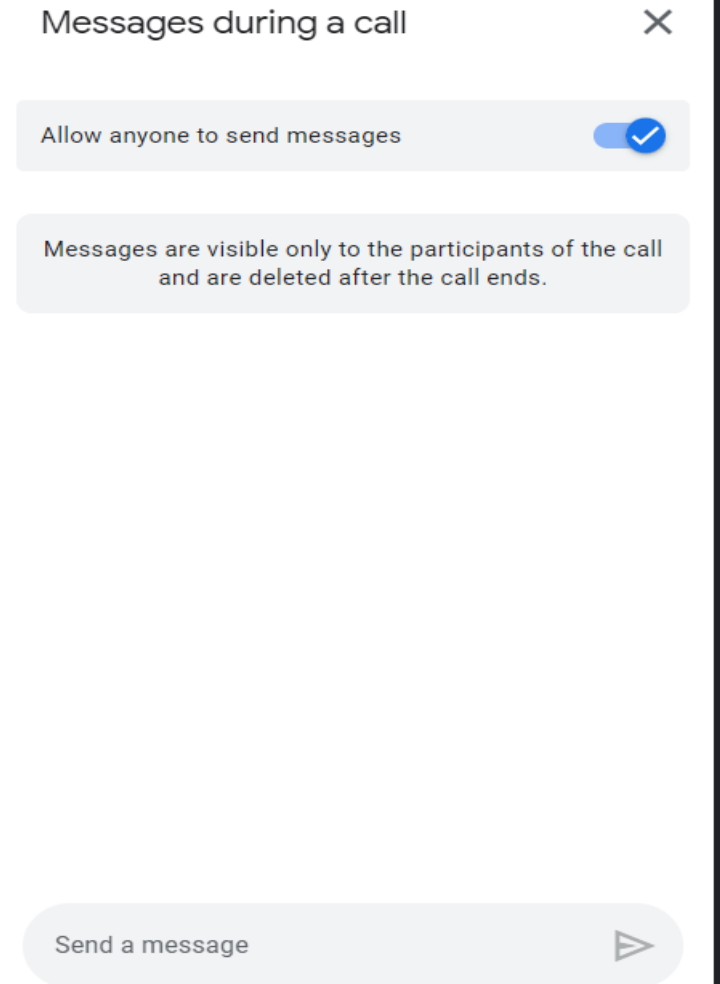 Messages during a call
Allow anyone to send messages
Messages are visible only to the participants of the call
and are deleted after the call ends.
Send a message